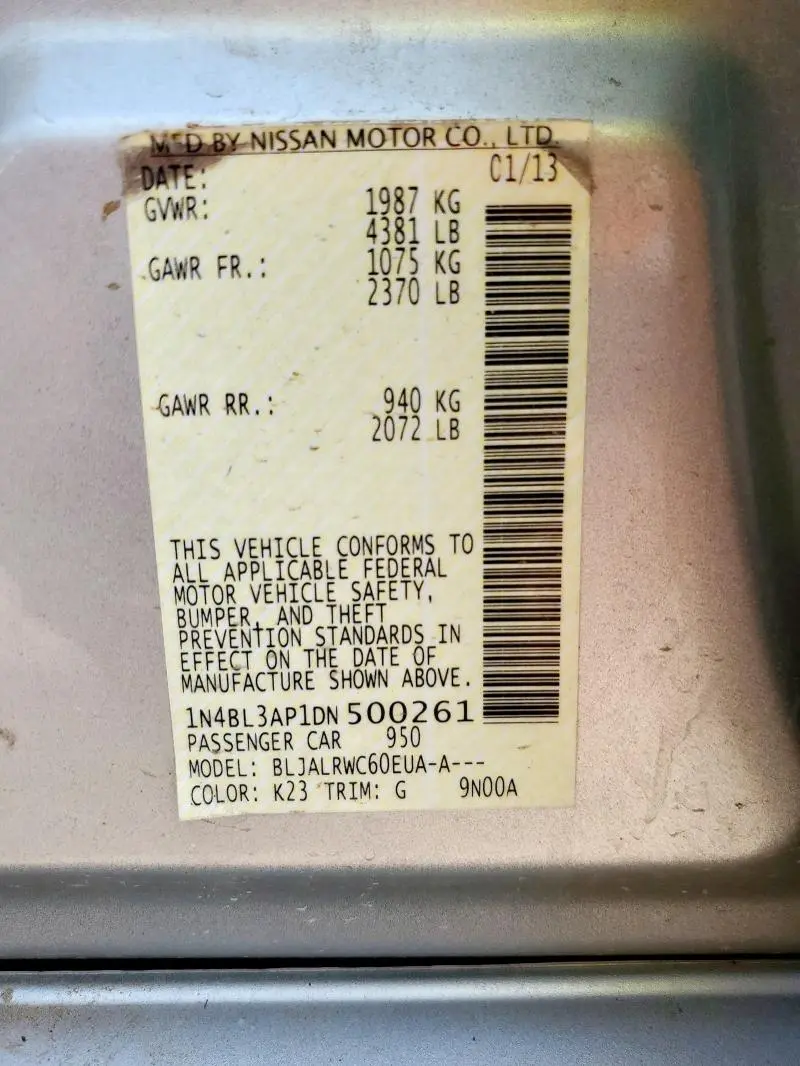 MFD BY NISSAN MOTOR CO., LTD.
DATE: 01/13
GVWR: 1987 KG
4381 LB
GAWR FR.: 1075 KG
2370 LB
GAWR RR.: 940 KG
2072 LB
THIS VEHICLE CONFORMS TO
ALL APPLICABLE FEDERAL
MOTOR VEHICLE SAFETY,
BUMPER, AND THEFT
PREVENTION STANDARDS IN
EFFECT ON THE DATE OF
MANUFACTURE SHOWN ABOVE.
1N4BL3AP1DN500261
PASSENGER CAR 950
MODEL: BLJALRWC60EUA-A---
COLOR: K23 TRIM: G 9N00A